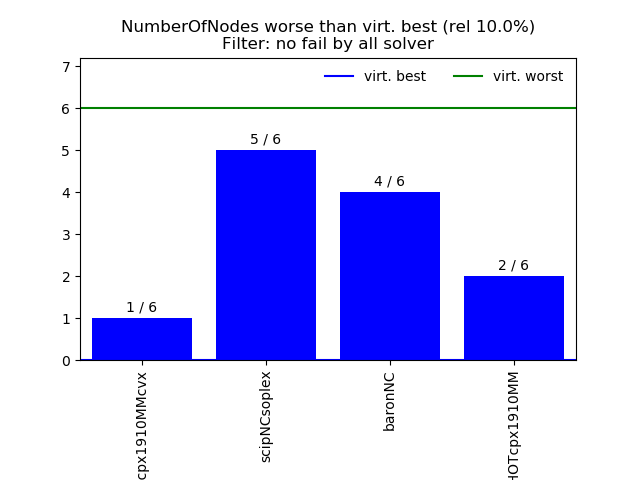 NumberOfNodes worse than virt. best (rel 10.0%)
Filter: no fail by all solver
virt. best
virt. worst
7
6
5
4
3
2
1
0
1 / 6
5 / 6
4 / 6
2 / 6
cpx1910MMcvx
scipNCsoplex
baronNC
HOTcpx1910MM